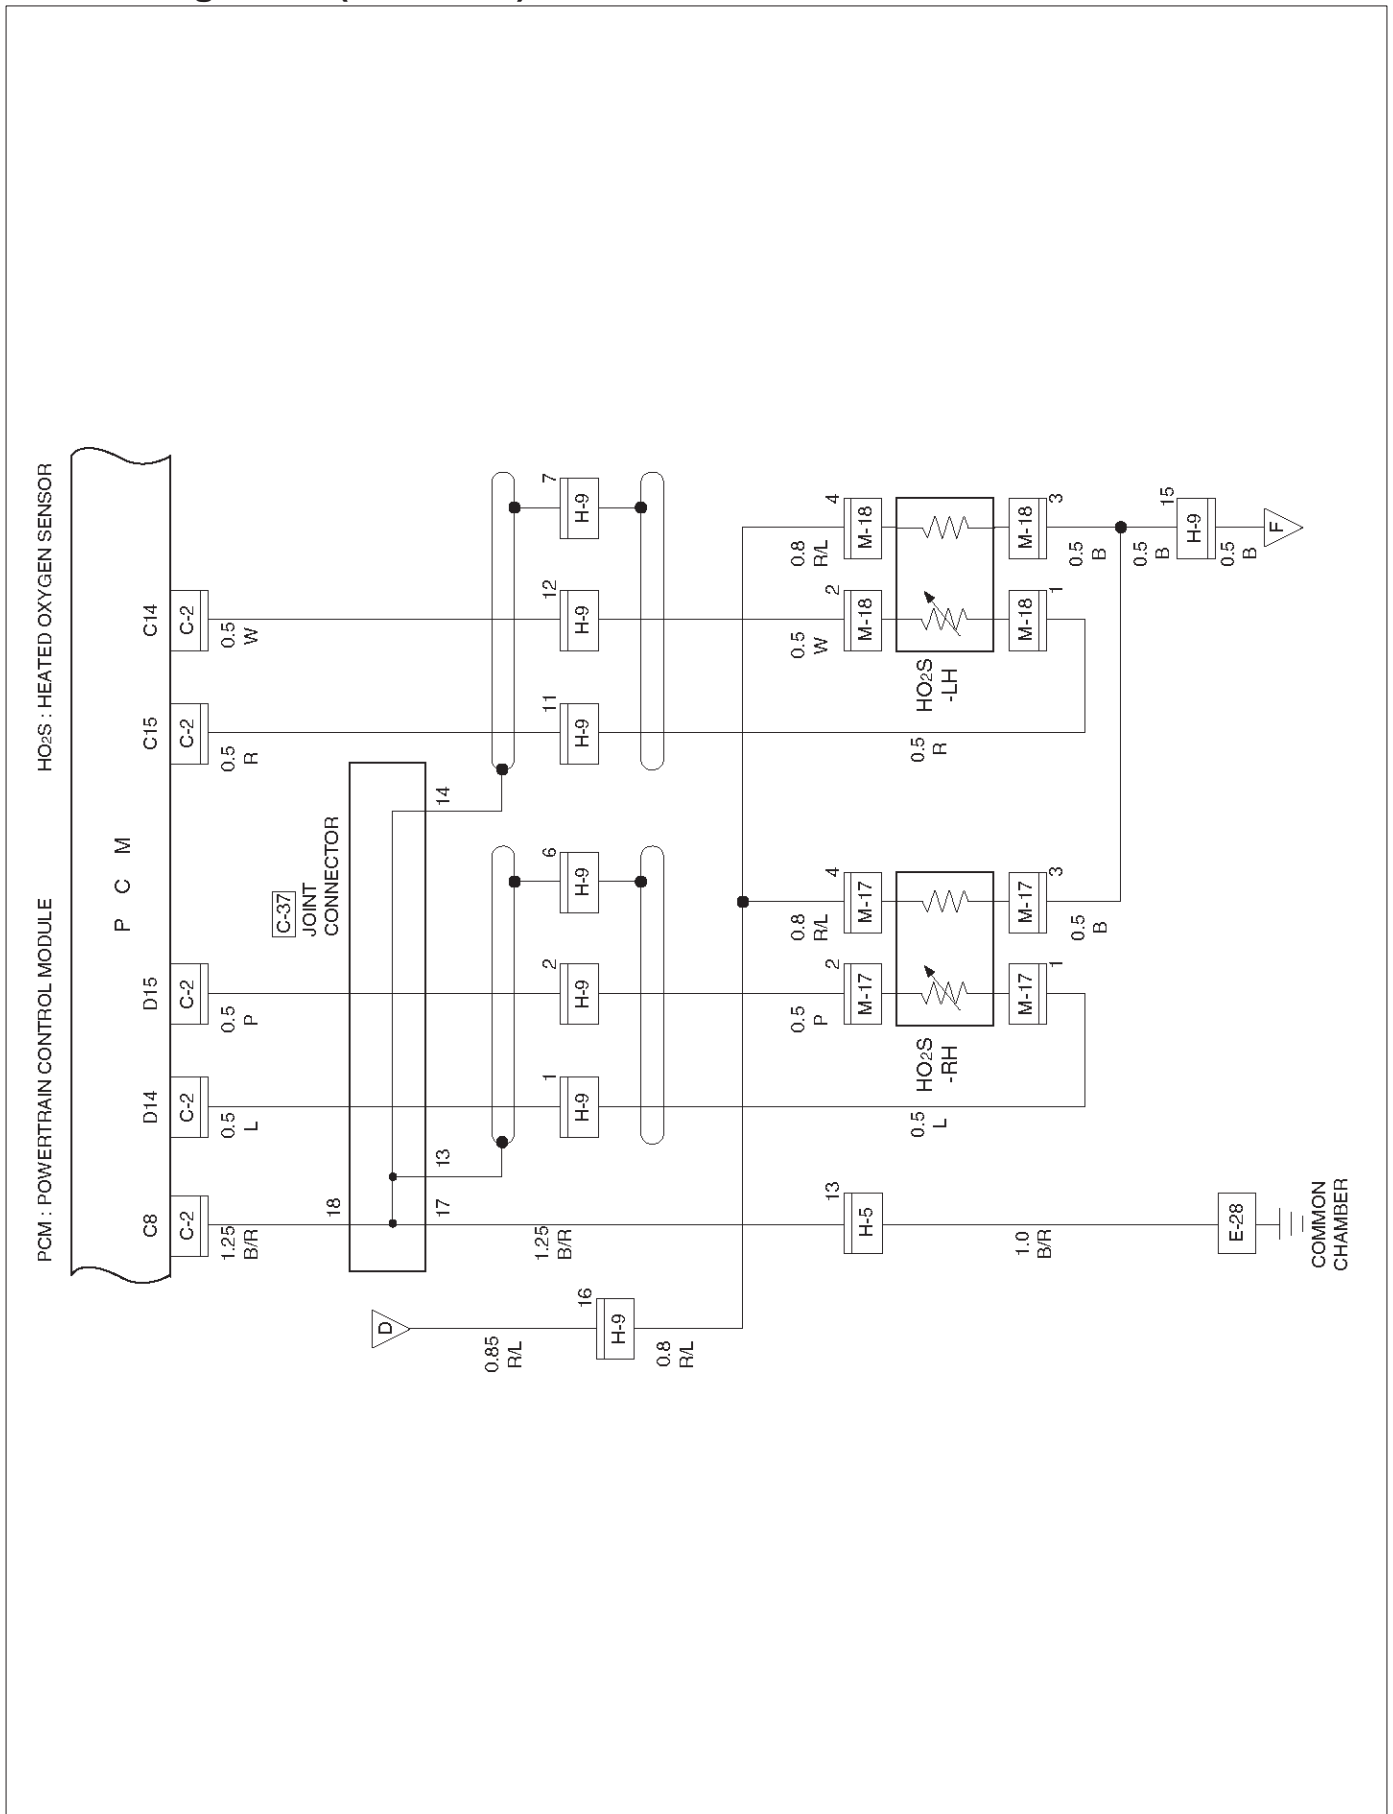 PCM : POWERTRAIN CONTROL MODULE
HO2S : HEATED OXYGEN SENSOR
P C M
C8
D14
D15
C15
C14
C-2
C-2
C-2
C-2
C-2
1.25
B/R
0.5
L
0.5
P
0.5
R
0.5
W
C-37
JOINT
CONNECTOR
18
17
13
14
D
0.85
R/L
16
H-9
0.8
R/L
1.25
B/R
1
H-9
2
H-9
6
H-9
11
H-9
12
H-9
7
H-9
0.5
P
2
M-17
0.8
R/L
4
M-17
0.5
W
2
M-18
0.8
R/L
4
M-18
13
H-5
HO2S
-RH
0.5
L
HO2S
-LH
0.5
R
M-17
1
M-17
3
M-18
1
M-18
3
1.0
B/R
0.5
B
0.5
B
0.5
B
15
H-9
0.5
B
F
E-28
COMMON
CHAMBER